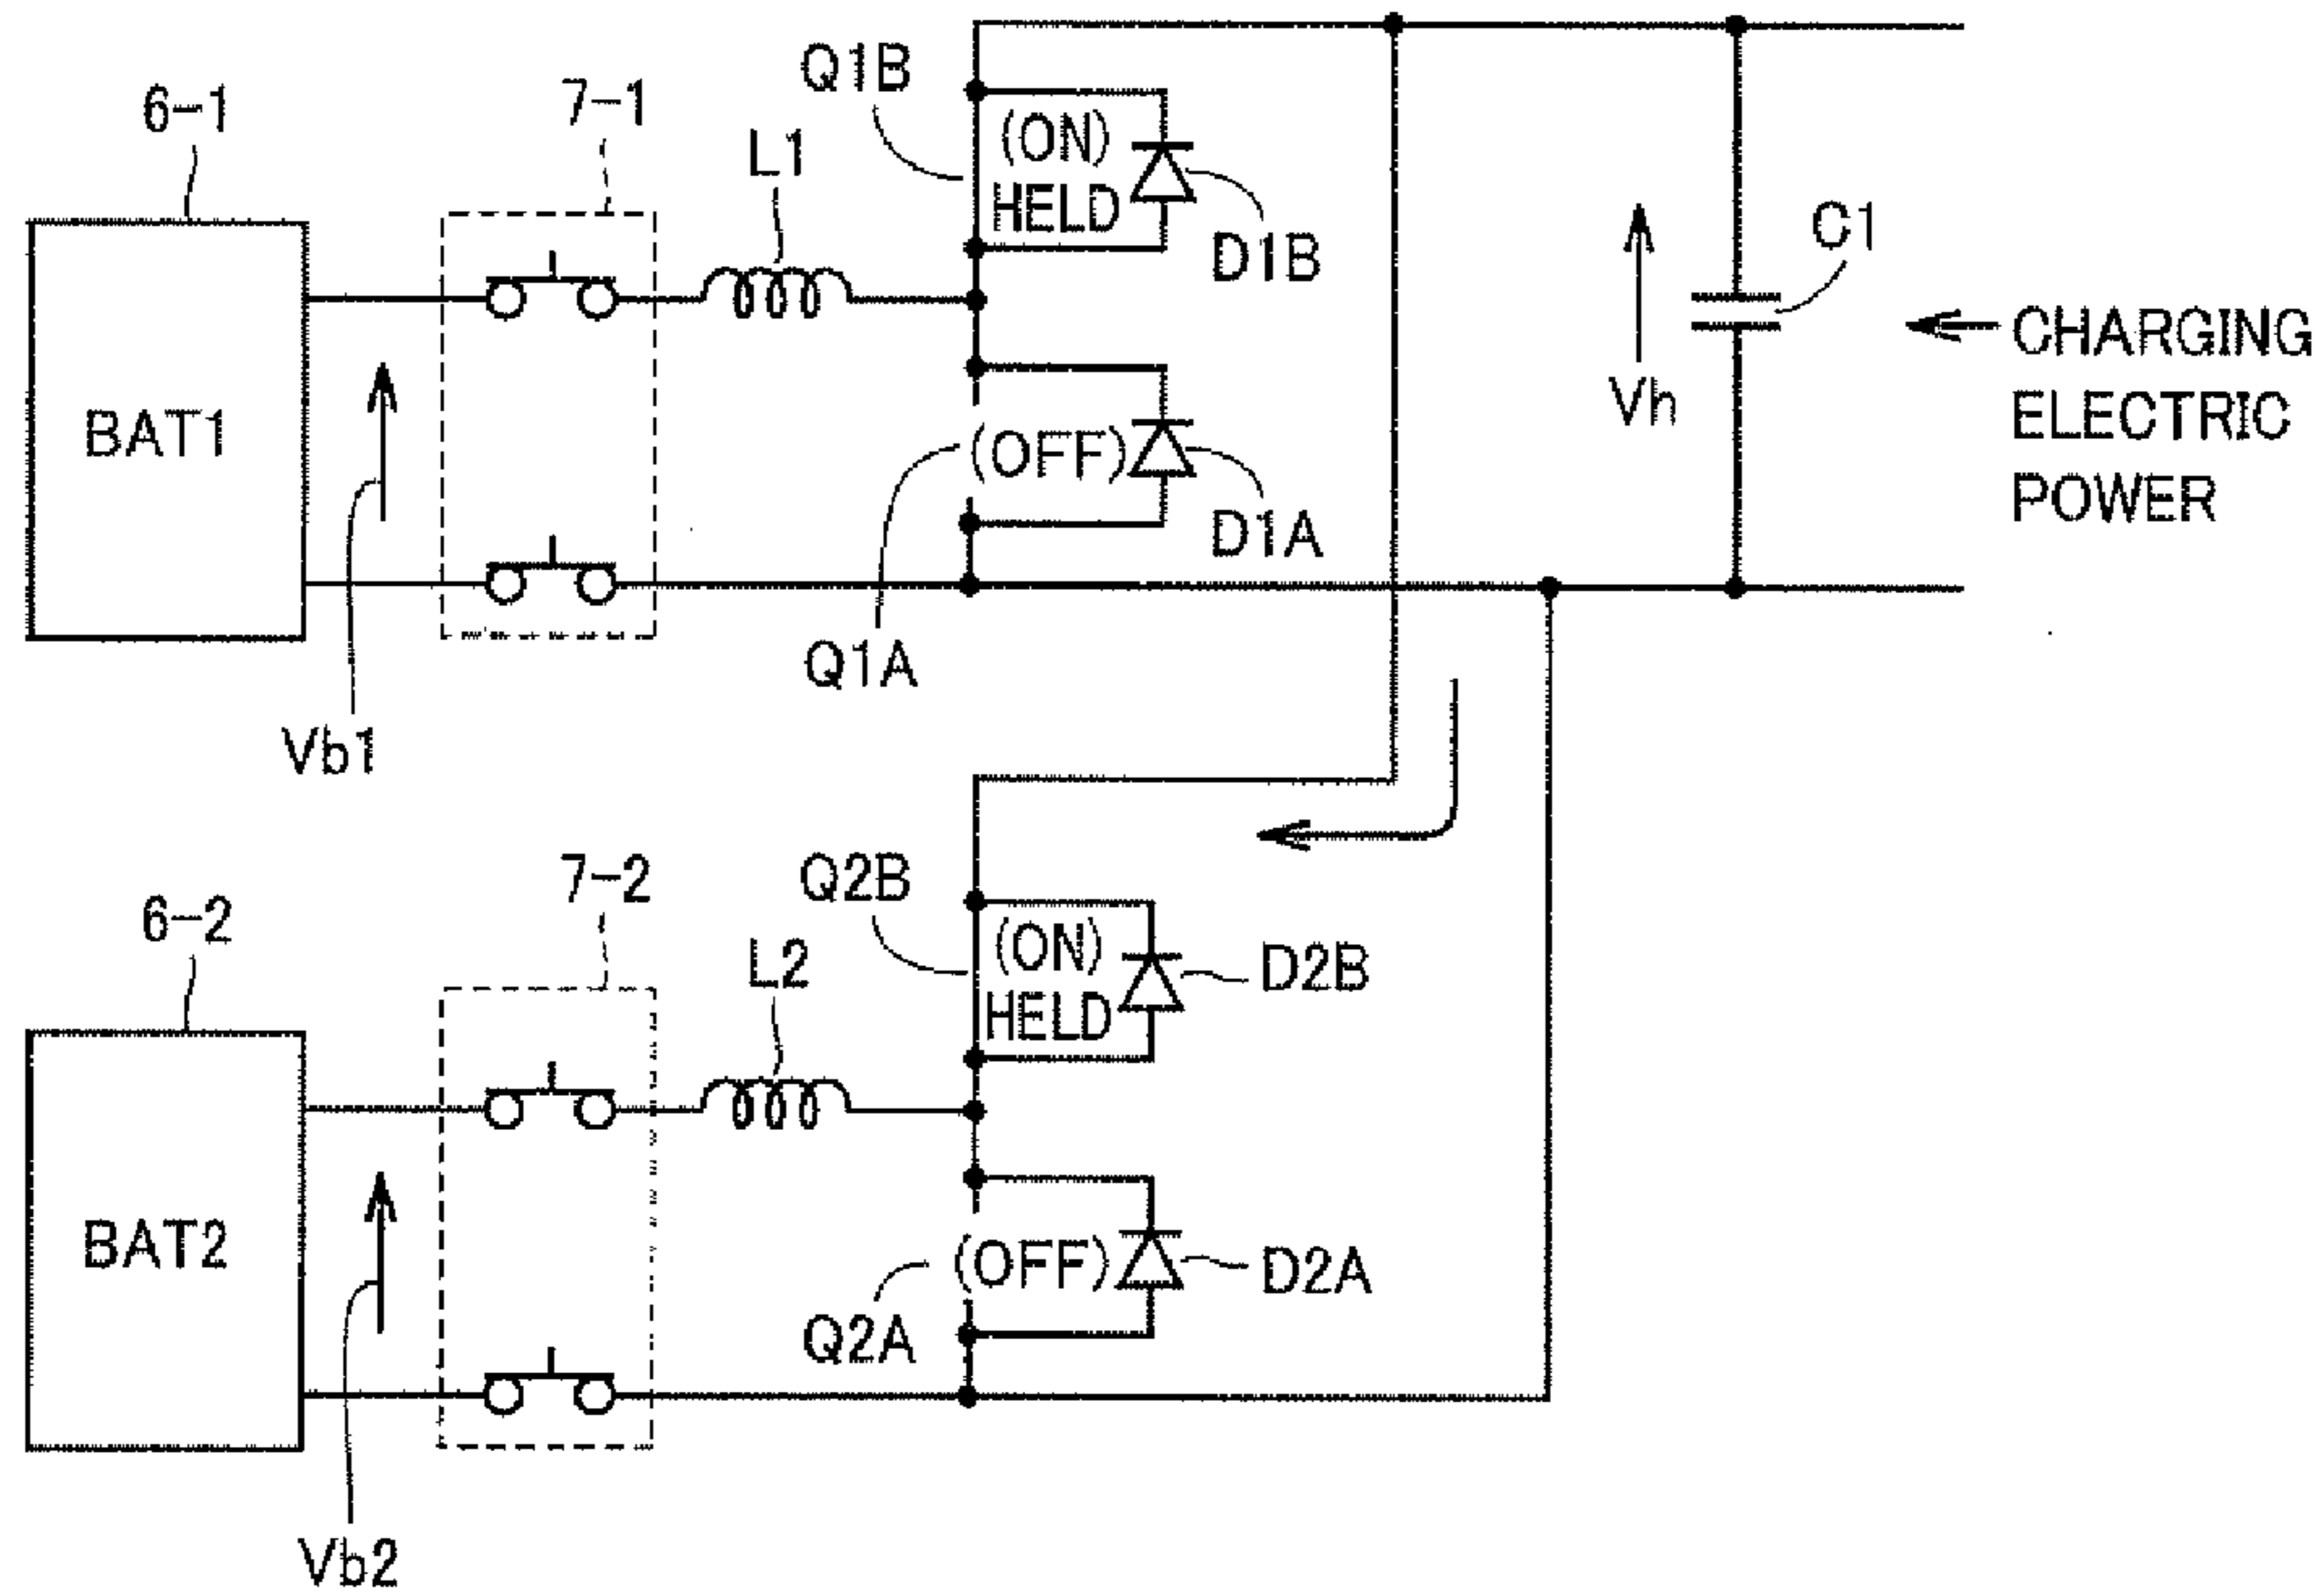 Q1B
6-1
7-1
L1
(ON)
HELD
D1B
C1
BAT1
Vh
CHARGING
ELECTRIC
POWER
(OFF)
D1A
Q1A
Vb1
7-2
Q2B
6-2
L2
(ON)
HELD
D2B
BAT2
(OFF)
D2A
Q2A
Vb2